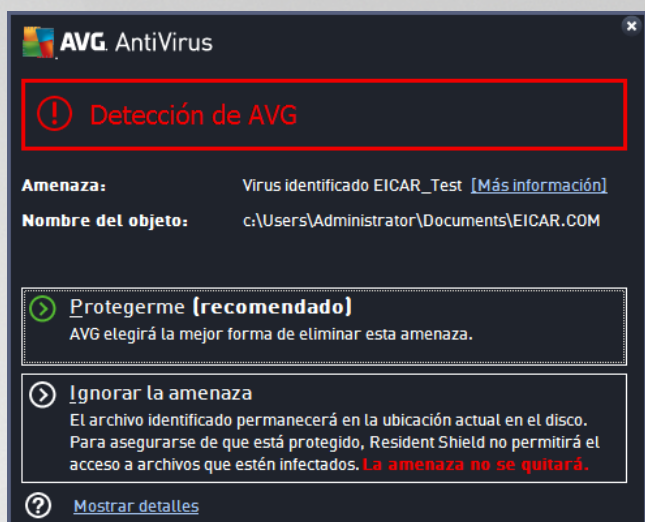 AVG. AntiVirus
Detección de AVG
Amenaza: Virus identificado EICAR_Test [Más información]
Nombre del objeto: c:\Users\Administrator\Documents\EICAR.COM
Protegerme (recomendado)
AVG elegirá la mejor forma de eliminar esta amenaza.
Ignorar la amenaza
El archivo identificado permanecerá en la ubicación actual en el disco.
Para asegurarse de que está protegido, Resident Shield no permitirá el
acceso a archivos que estén infectados. La amenaza no se quitará.
Mostrar detalles